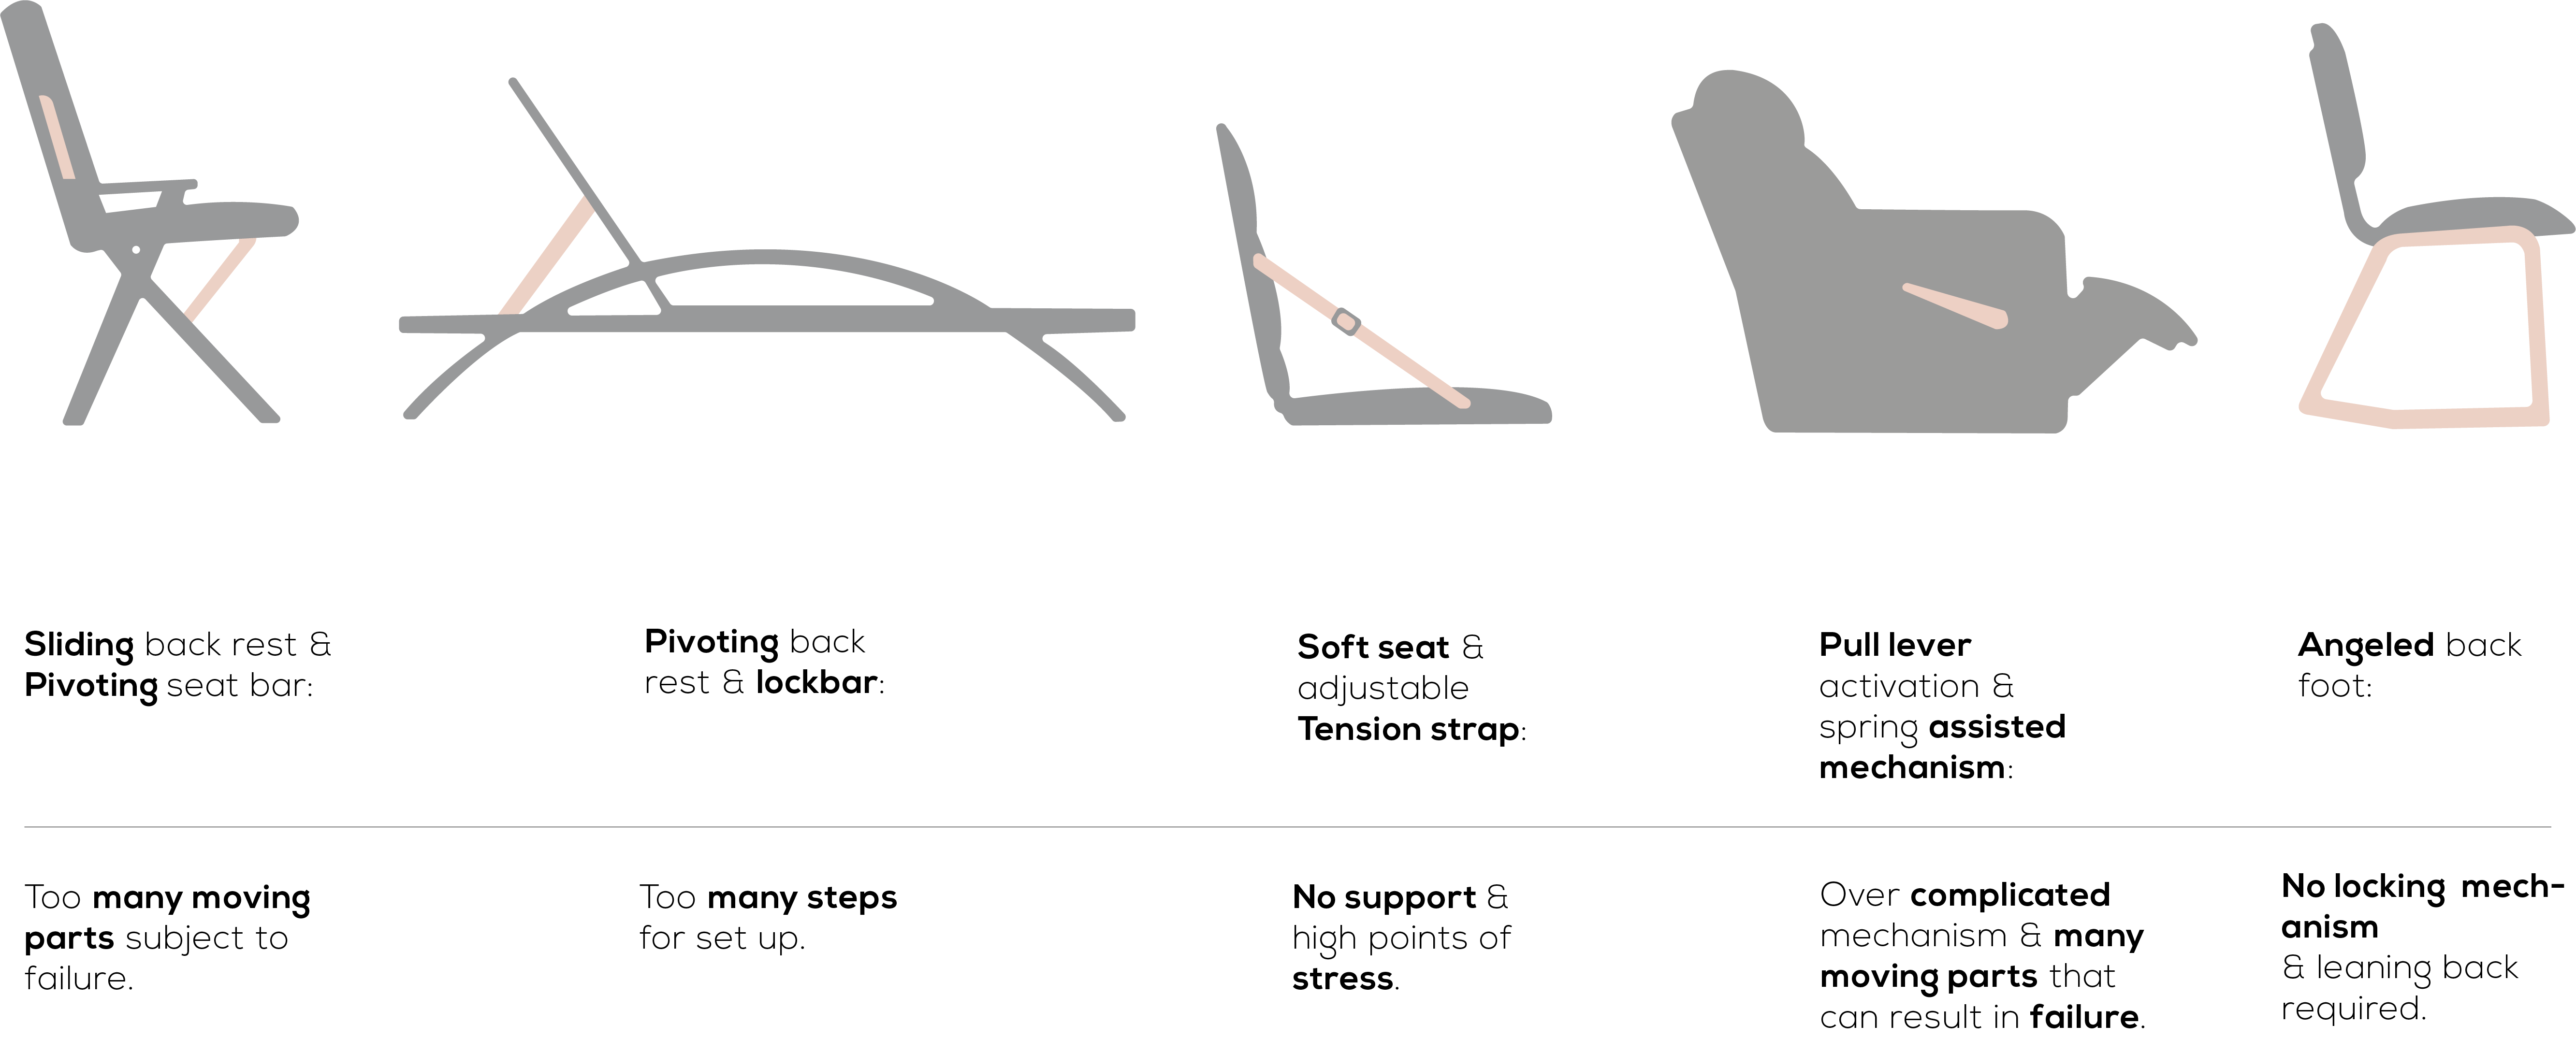 Sliding back rest &
Pivoting seat bar:
Pivoting back
rest & lockbar:
Soft seat &
adjustable
Tension strap:
Pull lever
activation &
spring assisted
mechanism:
Angeled back
foot:
Too many moving
parts subject to
failure.
Too many steps
for set up.
No support &
high points of
stress.
Over complicated
mechanism & many
moving parts that
can result in failure.
No locking mech-
anism
& leaning back
required.